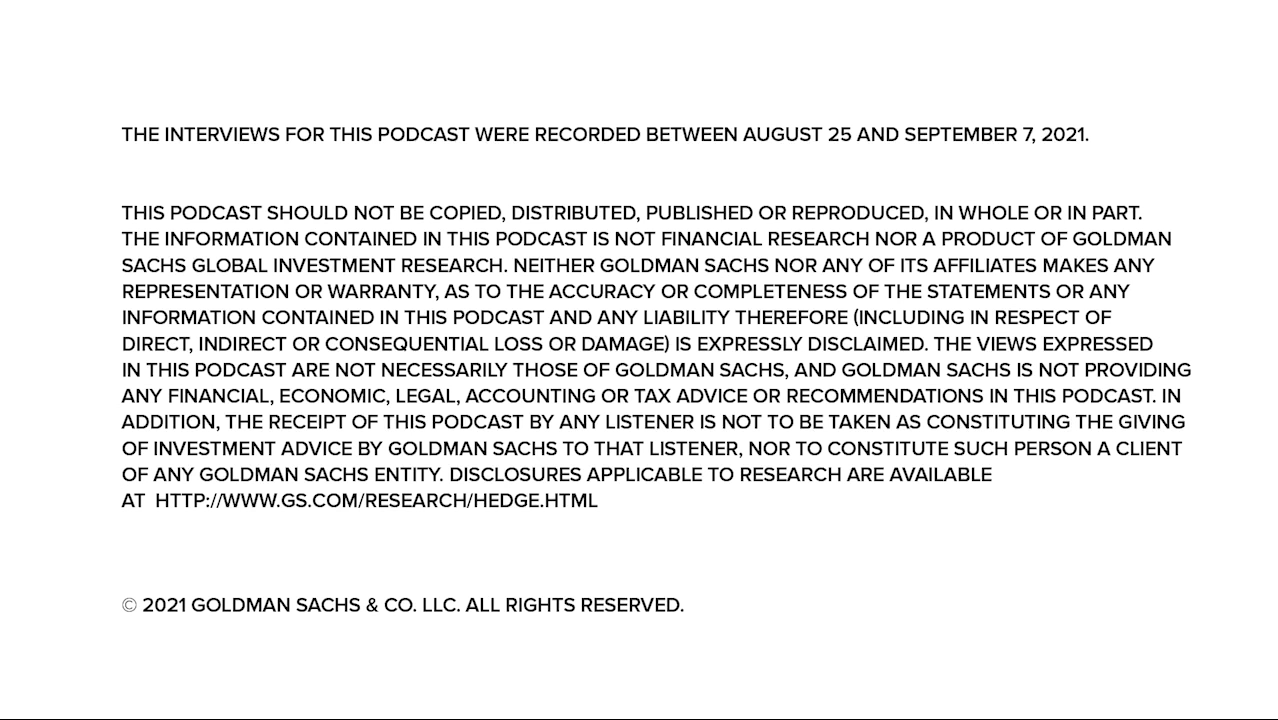 THE INTERVIEWS FOR THIS PODCAST WERE RECORDED BETWEEN AUGUST 25 AND SEPTEMBER 7, 2021.
THIS PODCAST SHOULD NOT BE COPIED, DISTRIBUTED, PUBLISHED OR REPRODUCED, IN WHOLE OR IN PART.
THE INFORMATION CONTAINED IN THIS PODCAST IS NOT FINANCIAL RESEARCH NOR A PRODUCT OF GOLDMAN
SACHS GLOBAL INVESTMENT RESEARCH. NEITHER GOLDMAN SACHS NOR ANY OF ITS AFFILIATES MAKES ANY
REPRESENTATION OR WARRANTY, AS TO THE ACCURACY OR COMPLETENESS OF THE STATEMENTS OR ANY
INFORMATION CONTAINED IN THIS PODCAST AND ANY LIABILITY THEREFORE (INCLUDING IN RESPECT OF
DIRECT, INDIRECT OR CONSEQUENTIAL LOSS OR DAMAGE) IS EXPRESSLY DISCLAIMED. THE VIEWS EXPRESSED
IN THIS PODCAST ARE NOT NECESSARILY THOSE OF GOLDMAN SACHS, AND GOLDMAN SACHS IS NOT PROVIDING
ANY FINANCIAL, ECONOMIC, LEGAL, ACCOUNTING OR TAX ADVICE OR RECOMMENDATIONS IN THIS PODCAST. IN
ADDITION, THE RECEIPT OF THIS PODCAST BY ANY LISTENER IS NOT TO BE TAKEN AS CONSTITUTING THE GIVING
OF INVESTMENT ADVICE BY GOLDMAN SACHS TO THAT LISTENER, NOR TO CONSTITUTE SUCH PERSON A CLIENT
OF ANY GOLDMAN SACHS ENTITY. DISCLOSURES APPLICABLE TO RESEARCH ARE AVAILABLE
AT  HTTP://WWW.GS.COM/RESEARCH/HEDGE.HTML
© 2021 GOLDMAN SACHS & CO. LLC. ALL RIGHTS RESERVED.